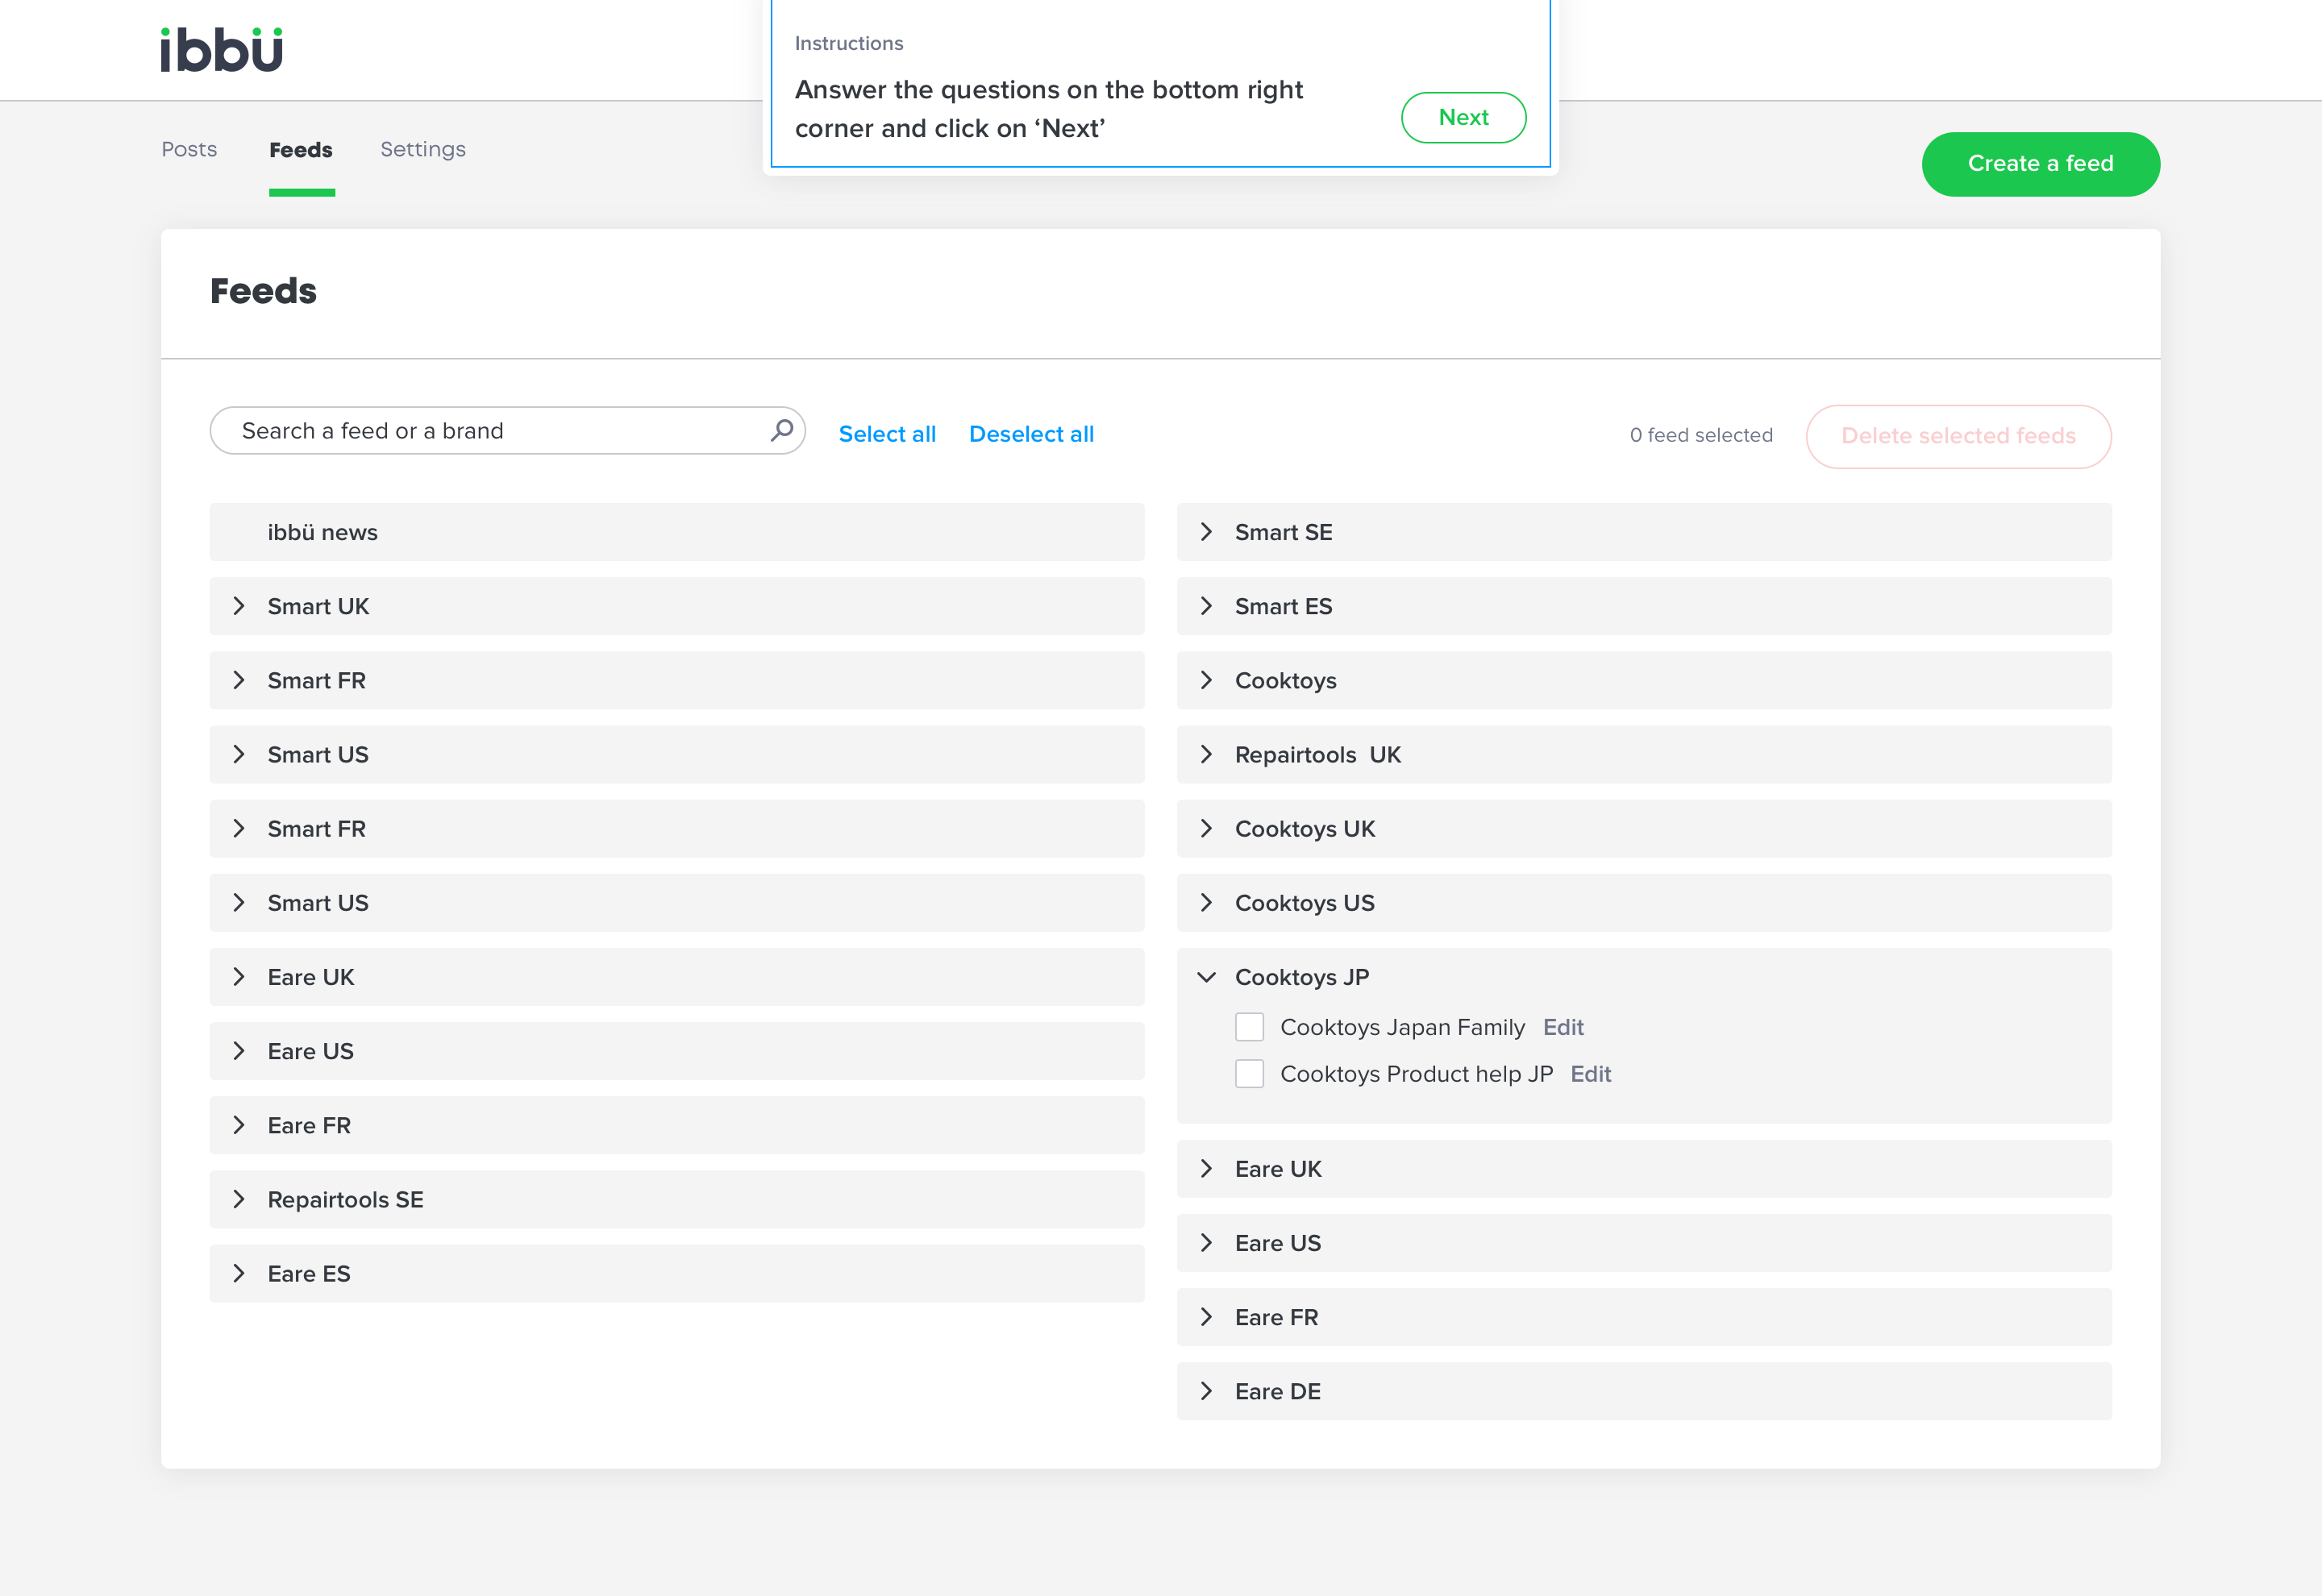 ibbü
Instructions
Answer the questions on the bottom right
corner and click on ‘Next’
Next
Posts
Feeds
Settings
Create a feed
Feeds
Search a feed or a brand
Select all
Deselect all
0 feed selected
Delete selected feeds
ibbü news
Smart UK
Smart FR
Smart US
Smart FR
Smart US
Eare UK
Eare US
Eare FR
Repairtools SE
Eare ES
Smart SE
Smart ES
Cooktoys
Repairtools  UK
Cooktoys UK
Cooktoys US
Cooktoys JP
Cooktoys Japan Family Edit
Cooktoys Product help JP Edit
Eare UK
Eare US
Eare FR
Eare DE